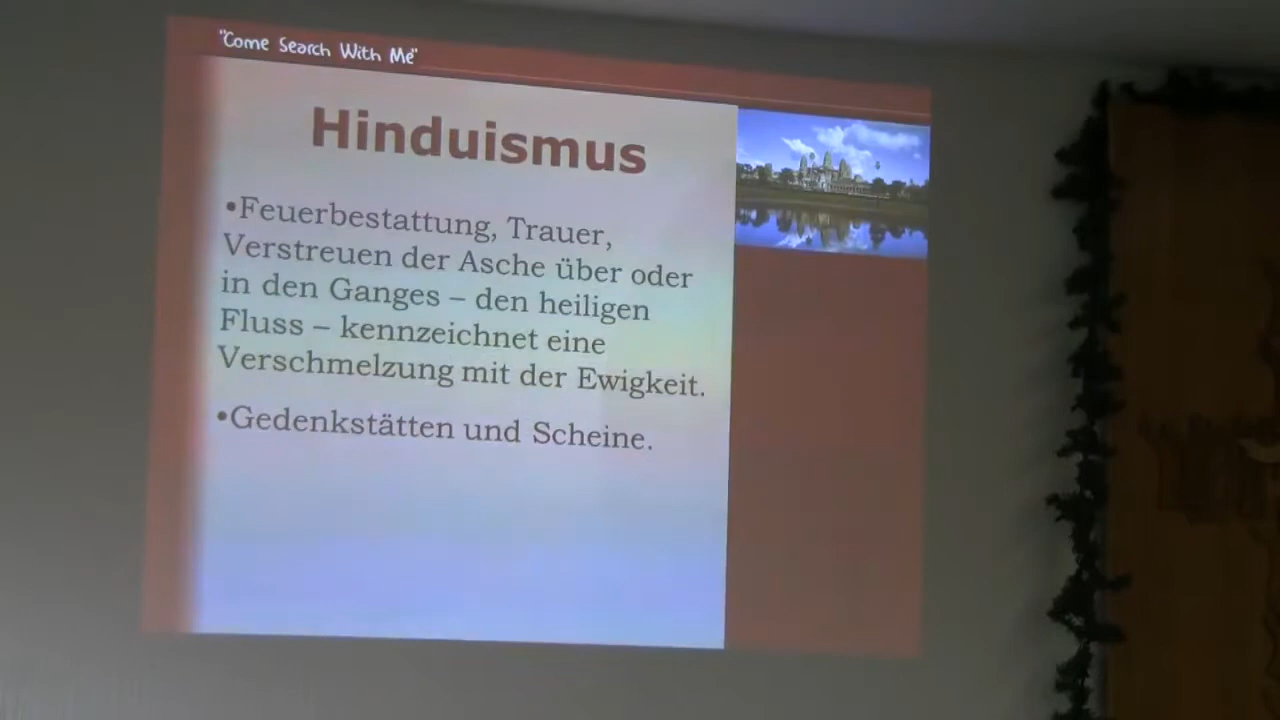 "Come Search With Me"
Hinduismus
•Feuerbestattung, Trauer,
Verstreuen der Asche über oder
in den Ganges – den heiligen
Fluss – kennzeichnet eine
Verschmelzung mit der Ewigkeit.
•Gedenkstätten und Scheine.